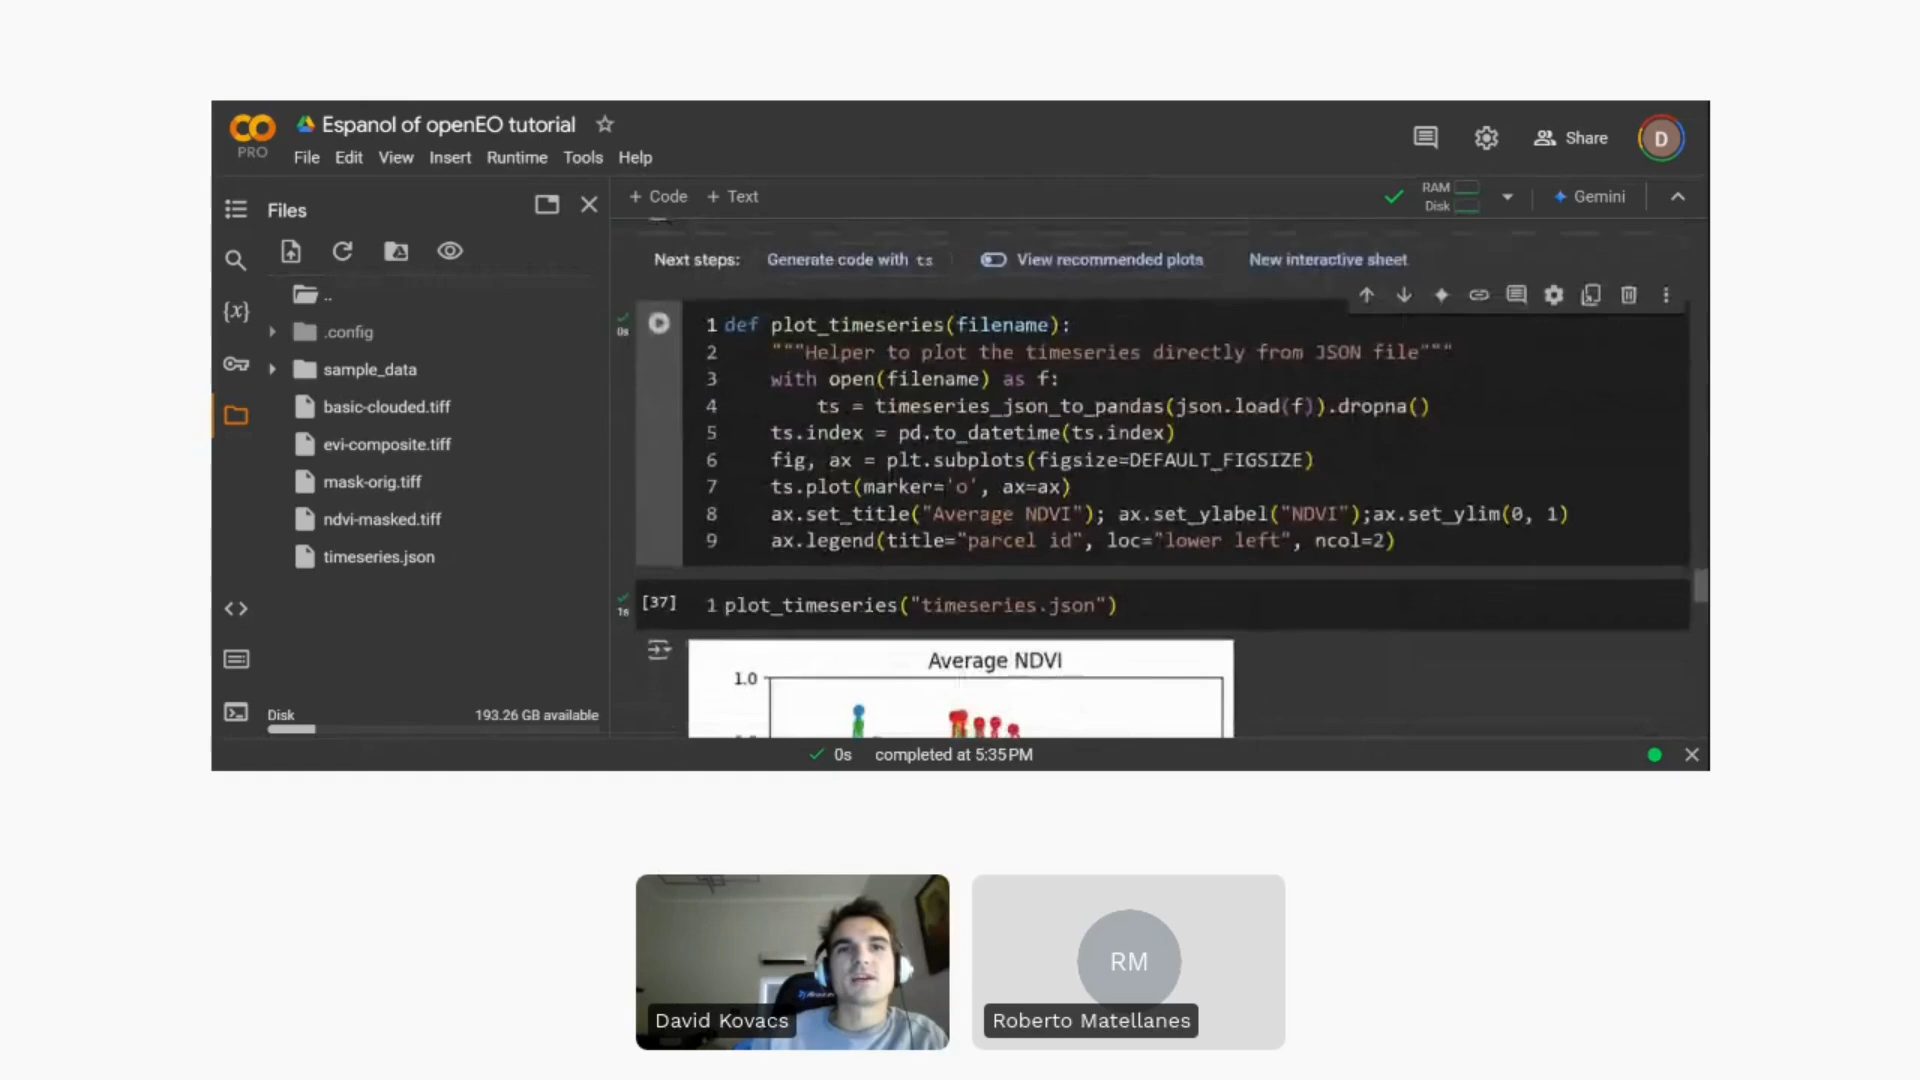 CO
PRO
Espanol of openEO tutorial
File Edit View Insert Runtime Tools Help
Share
D
+ Code + Text
RAM
Disk
Gemini
Files
..
.config
sample_data
basic-clouded.tiff
evi-composite.tiff
mask-orig.tiff
ndvi-masked.tiff
timeseries.json
{x}
<>
Disk 193.26 GB available
Next steps: Generate code with ts View recommended plots New interactive sheet
0s
1 def plot_timeseries(filename):
2 """Helper to plot the timeseries directly from JSON file"""
3 with open(filename) as f:
4 ts = timeseries_json_to_pandas(json.load(f)).dropna()
5 ts.index = pd.to_datetime(ts.index)
6 fig, ax = plt.subplots(figsize=DEFAULT_FIGSIZE)
7 ts.plot(marker='o', ax=ax)
8 ax.set_title("Average NDVI"); ax.set_ylabel("NDVI");ax.set_ylim(0, 1)
9 ax.legend(title="parcel id", loc="lower left", ncol=2)
1s
[37] 1 plot_timeseries("timeseries.json")
Average NDVI
1.0
0s completed at 5:35 PM
David Kovacs
RM
Roberto Matellanes